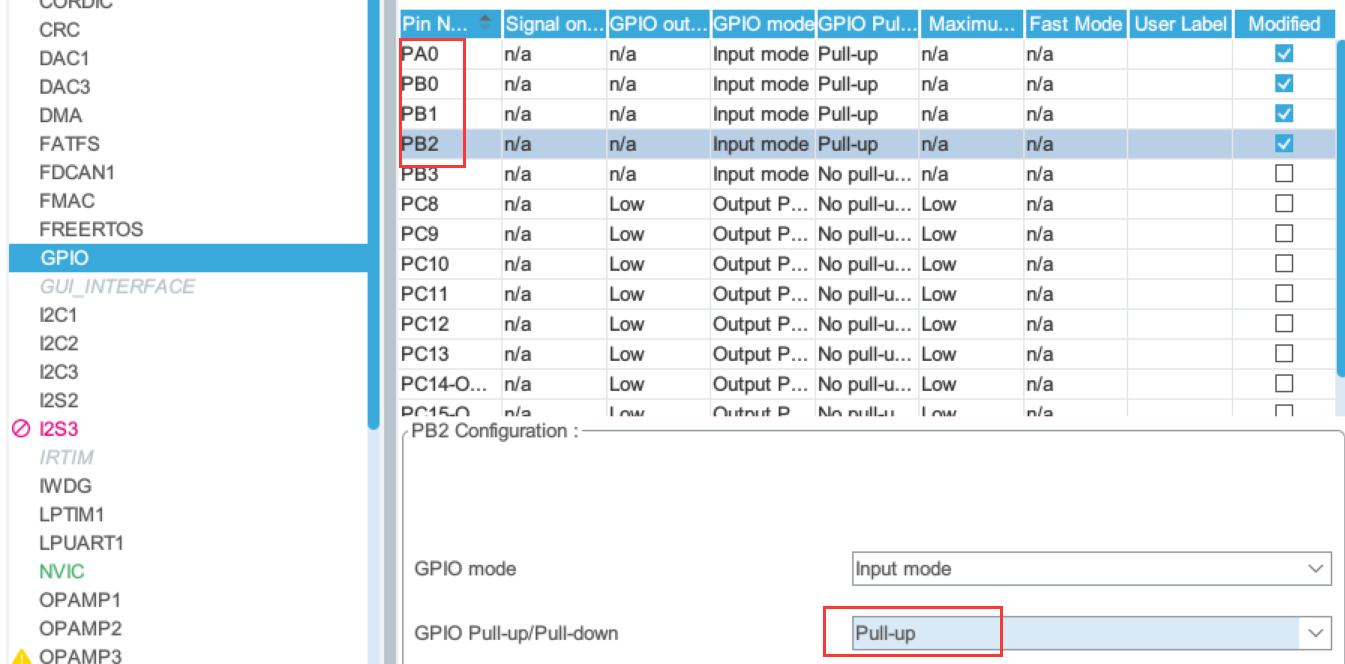 CORDIC
CRC
DAC1
DAC3
DMA
FATFS
FDCAN1
FMAC
FREERTOS
GPIO
GUI_INTERFACE
I2C1
I2C2
I2C3
I2S2
I2S3
IRTIM
IWDG
LPTIM1
LPUART1
NVIC
OPAMP1
OPAMP2
OPAMP3
Pin N... Signal on... GPIO out... GPIO mode GPIO Pul... Maximu... Fast Mode User Label Modified
PA0 n/a n/a Input mode Pull-up n/a n/a
PB0 n/a n/a Input mode Pull-up n/a n/a
PB1 n/a n/a Input mode Pull-up n/a n/a
PB2 n/a n/a Input mode Pull-up n/a n/a
PB3 n/a n/a Input mode No pull-u... n/a n/a
PC8 n/a Low Output P... No pull-u... Low n/a
PC9 n/a Low Output P... No pull-u... Low n/a
PC10 n/a Low Output P... No pull-u... Low n/a
PC11 n/a Low Output P... No pull-u... Low n/a
PC12 n/a Low Output P... No pull-u... Low n/a
PC13 n/a Low Output P... No pull-u... Low n/a
PC14-O... n/a Low Output P... No pull-u... Low n/a
PC15-O... n/a Low Output P... No pull-u... Low n/a
PB2 Configuration :
GPIO mode Input mode
GPIO Pull-up/Pull-down Pull-up